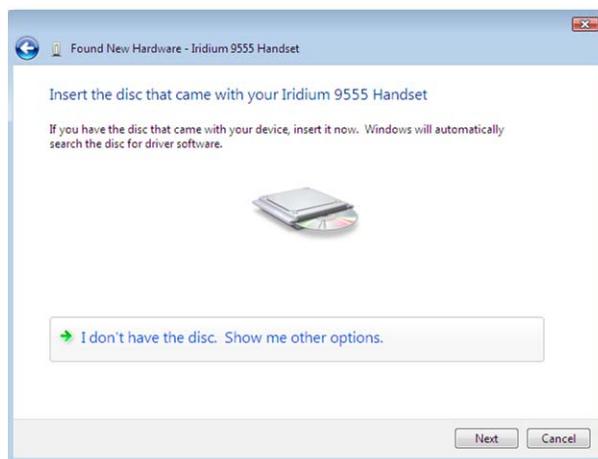 Found New Hardware - Iridium 9555 Handset
Insert the disc that came with your Iridium 9555 Handset
If you have the disc that came with your device, insert it now. Windows will automatically
search the disc for driver software.
I don't have the disc. Show me other options.
Next Cancel